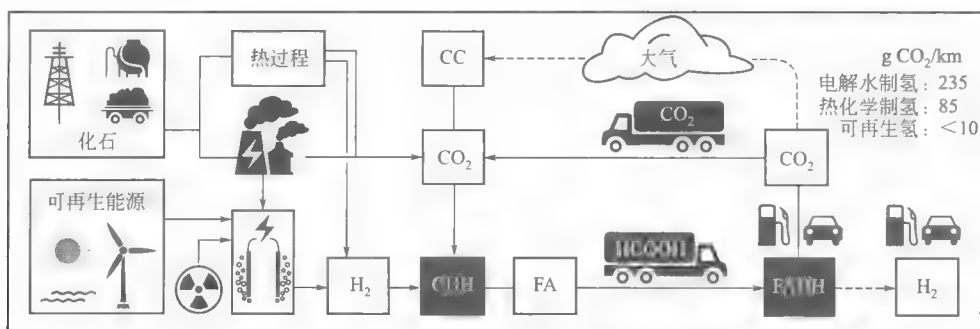 化石
热过程
CC
大气
g CO₂/km
电解水制氢：235
热化学制氢：85
可再生氢：<10
CO₂
CO₂
CO₂
可再生能源
H₂
FA
HCOOH
H₂